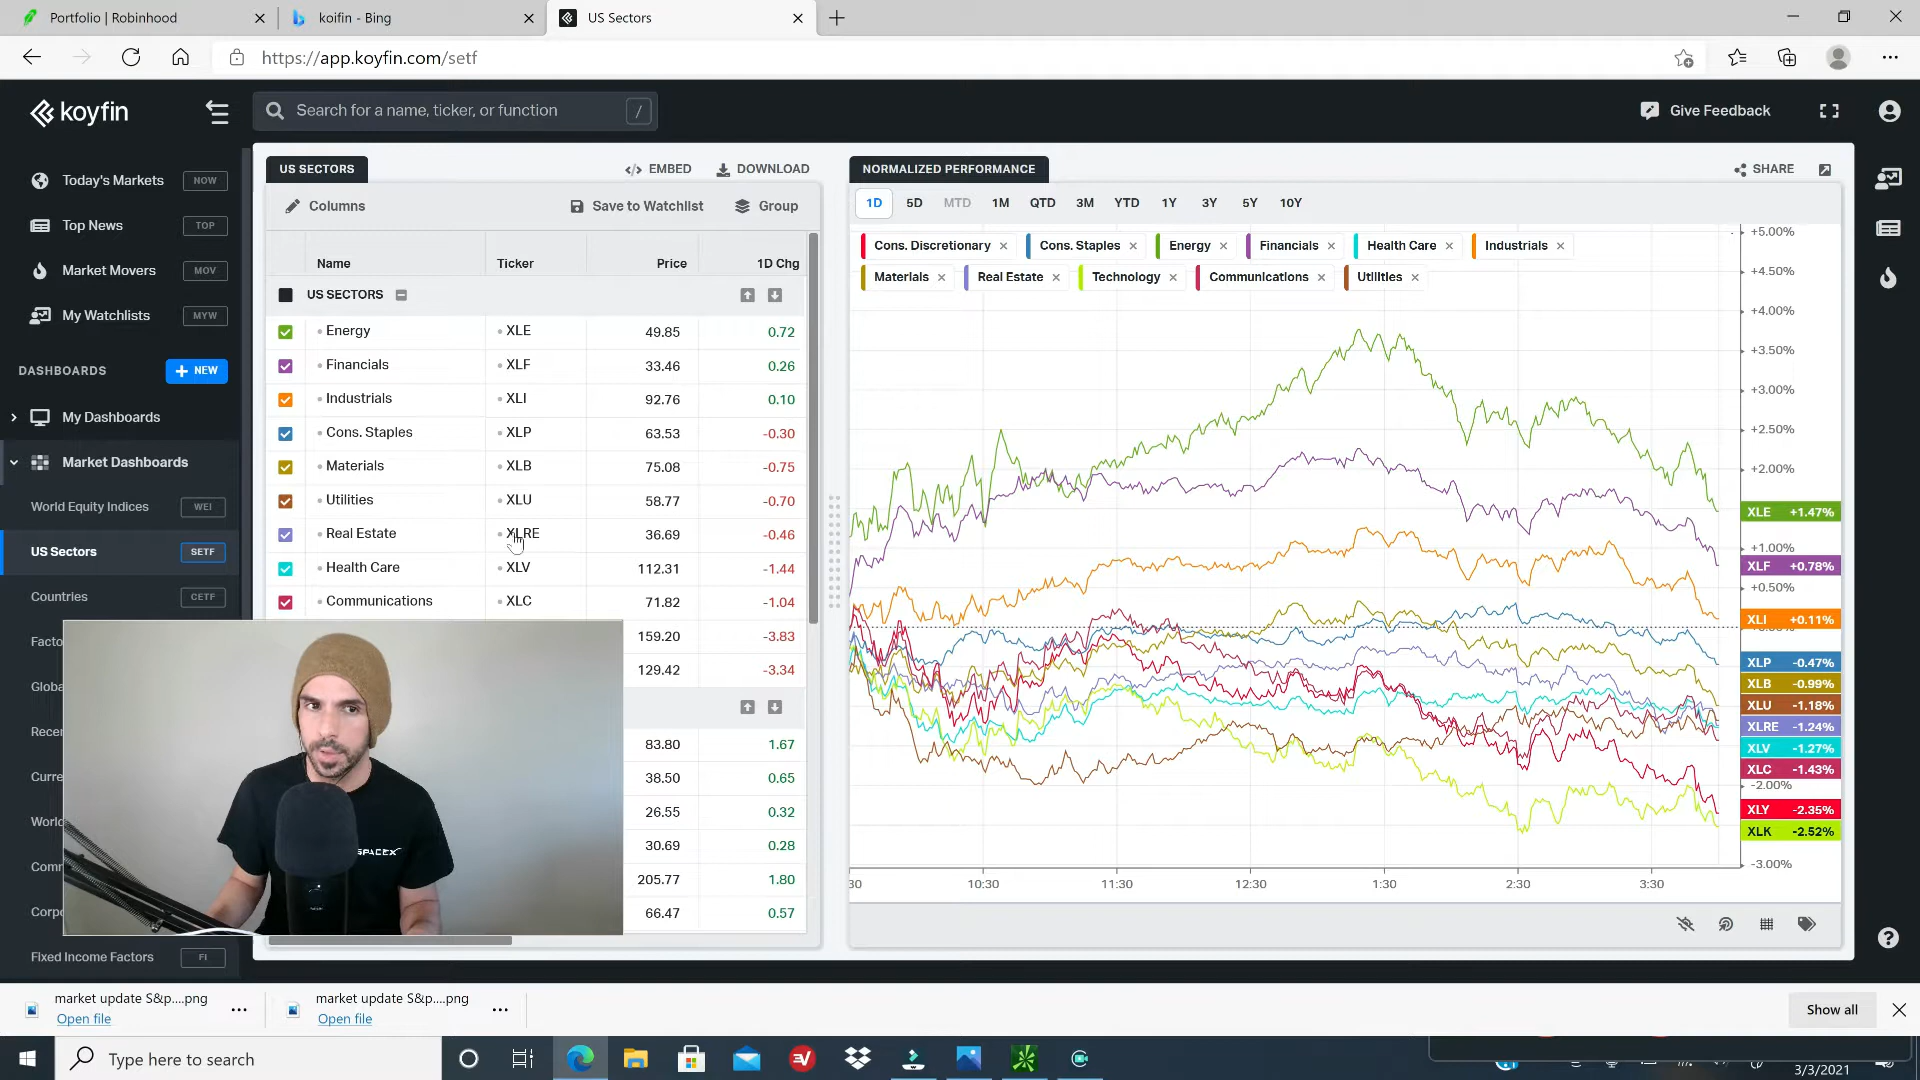 Portfolio | Robinhood
koifin - Bing
US Sectors
https://app.koyfin.com/setf
koyfin
Search for a name, ticker, or function
/
Give Feedback
Today's Markets NOW
Top News TOP
Market Movers MOV
My Watchlists MYW
DASHBOARDS
+ NEW
My Dashboards
Market Dashboards
World Equity Indices WEI
US Sectors SETF
Countries CETF
Facto
Globa
Recen
Curre
World
Comm
Corpo
Fixed Income Factors FI
US SECTORS
EMBED
DOWNLOAD
Columns
Save to Watchlist
Group
Name Ticker Price 1D Chg
US SECTORS
Energy XLE 49.85 0.72
Financials XLF 33.46 0.26
Industrials XLI 92.76 0.10
Cons. Staples XLP 63.53 -0.30
Materials XLB 75.08 -0.75
Utilities XLU 58.77 -0.70
Real Estate XLRE 36.69 -0.46
Health Care XLV 112.31 -1.44
Communications XLC 71.82 -1.04
159.20 -3.83
129.42 -3.34
83.80 1.67
38.50 0.65
26.55 0.32
30.69 0.28
205.77 1.80
66.47 0.57
SPACEX
NORMALIZED PERFORMANCE
SHARE
1D 5D MTD 1M QTD 3M YTD 1Y 3Y 5Y 10Y
Cons. Discretionary Cons. Staples Energy Financials Health Care Industrials
Materials Real Estate Technology Communications Utilities
+5.00%
+4.50%
+4.00%
+3.50%
+3.00%
+2.50%
+2.00%
XLE +1.47%
+1.00%
XLF +0.78%
+0.50%
XLI +0.11%
XLP -0.47%
XLB -0.99%
XLU -1.18%
XLRE -1.24%
XLV -1.27%
XLC -1.43%
-2.00%
XLY -2.35%
XLK -2.52%
-3.00%
30 10:30 11:30 12:30 1:30 2:30 3:30
market update S&p....png
Open file
market update S&p....png
Open file
Show all
Type here to search
3/3/2021